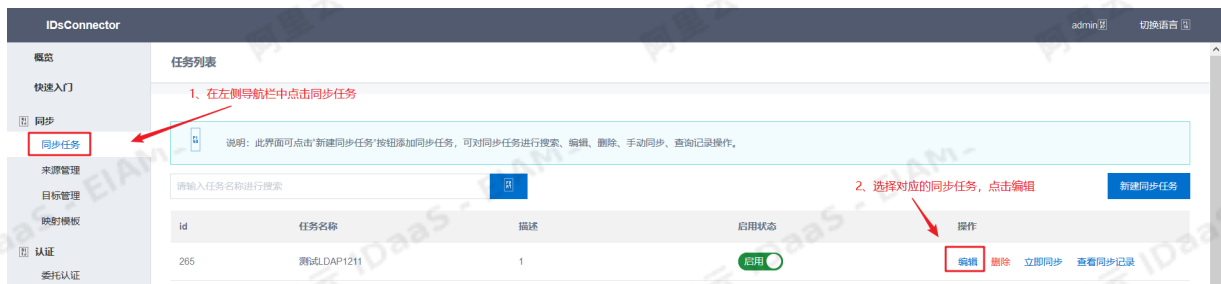 IDsConnector
admin
切换语言
概览
任务列表
快速入门
1、在左侧导航栏中点击同步任务
同步
同步任务
说明：此界面可点击'新建同步任务'按钮添加同步任务，可对同步任务进行搜索、编辑、删除、手动同步、查询记录操作。
来源管理
请输入任务名称进行搜索
2、选择对应的同步任务，点击编辑
新建同步任务
目标管理
映射模板
id 任务名称 描述 启用状态 操作
认证
265 测试LDAP1211 1 启用 编辑 删除 立即同步 查看同步记录
委托认证